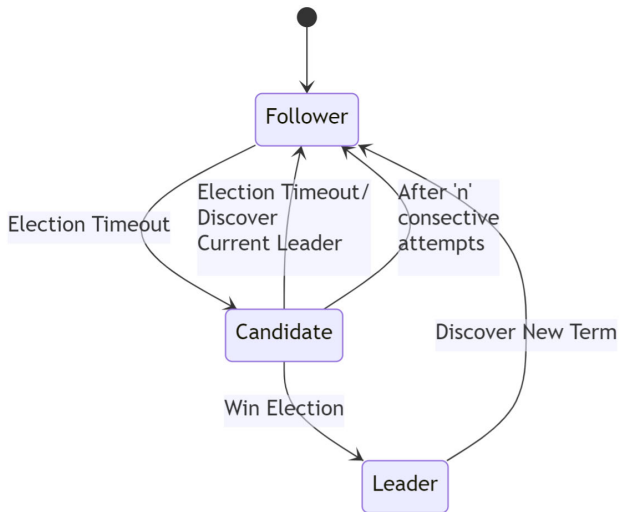 Follower
Election Timeout
Election Timeout/
Discover
Current Leader
After 'n'
consective
attempts
Candidate
Discover New Term
Win Election
Leader